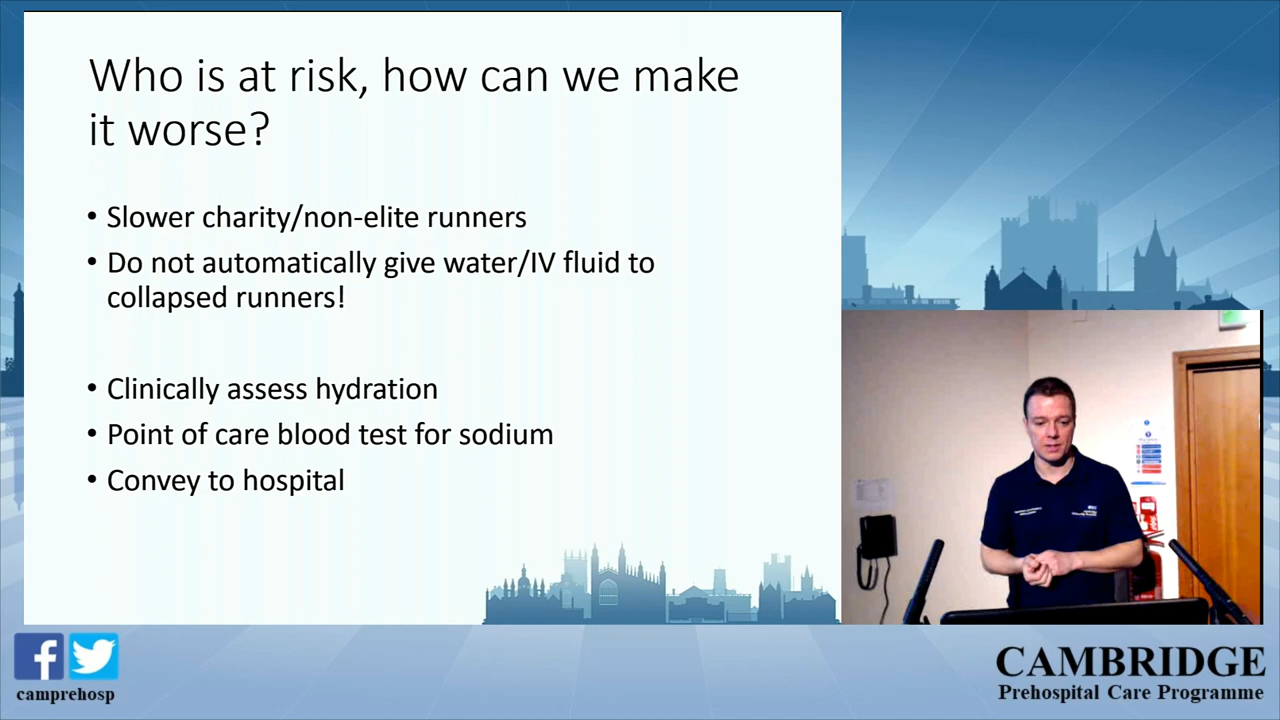 Who is at risk, how can we make
it worse?
• Slower charity/non-elite runners
• Do not automatically give water/IV fluid to
collapsed runners!
• Clinically assess hydration
• Point of care blood test for sodium
• Convey to hospital
camprehosp
CAMBRIDGE
Prehospital Care Programme